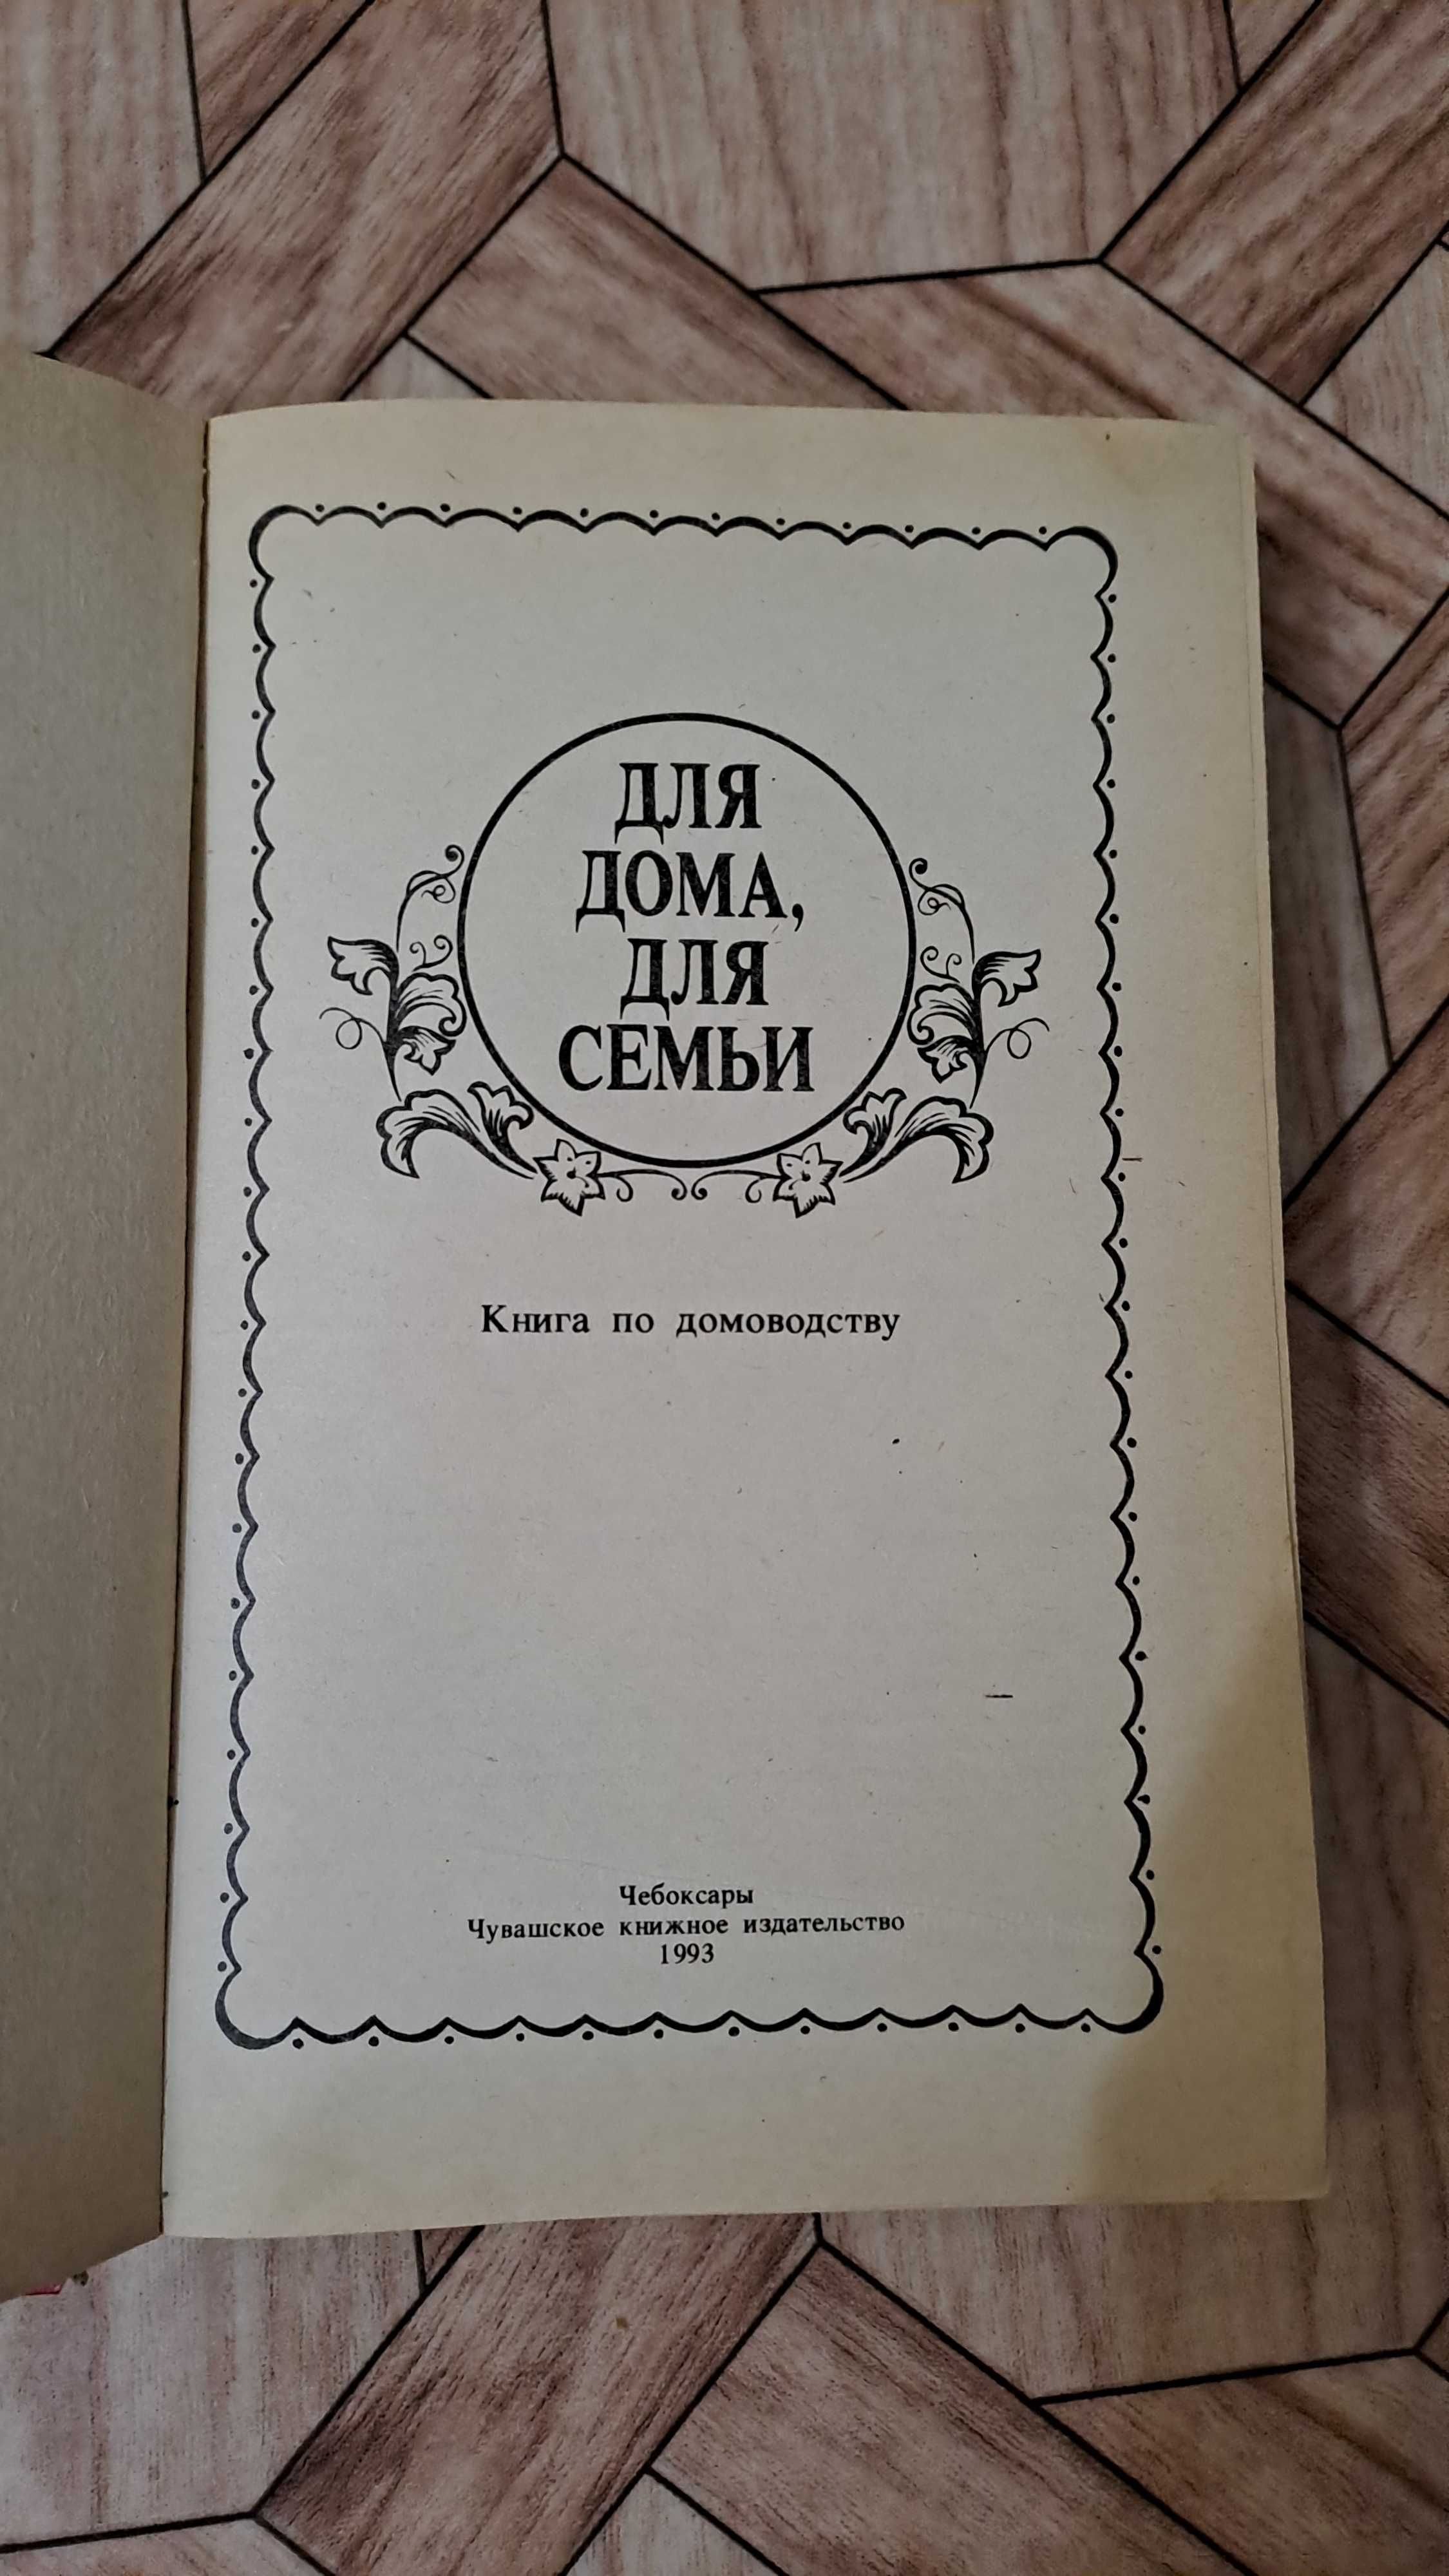 ДЛЯ
ДОМА,
ДЛЯ
СЕМЬИ
Книга по домоводству
Чебоксары
Чувашское книжное издательство
1993